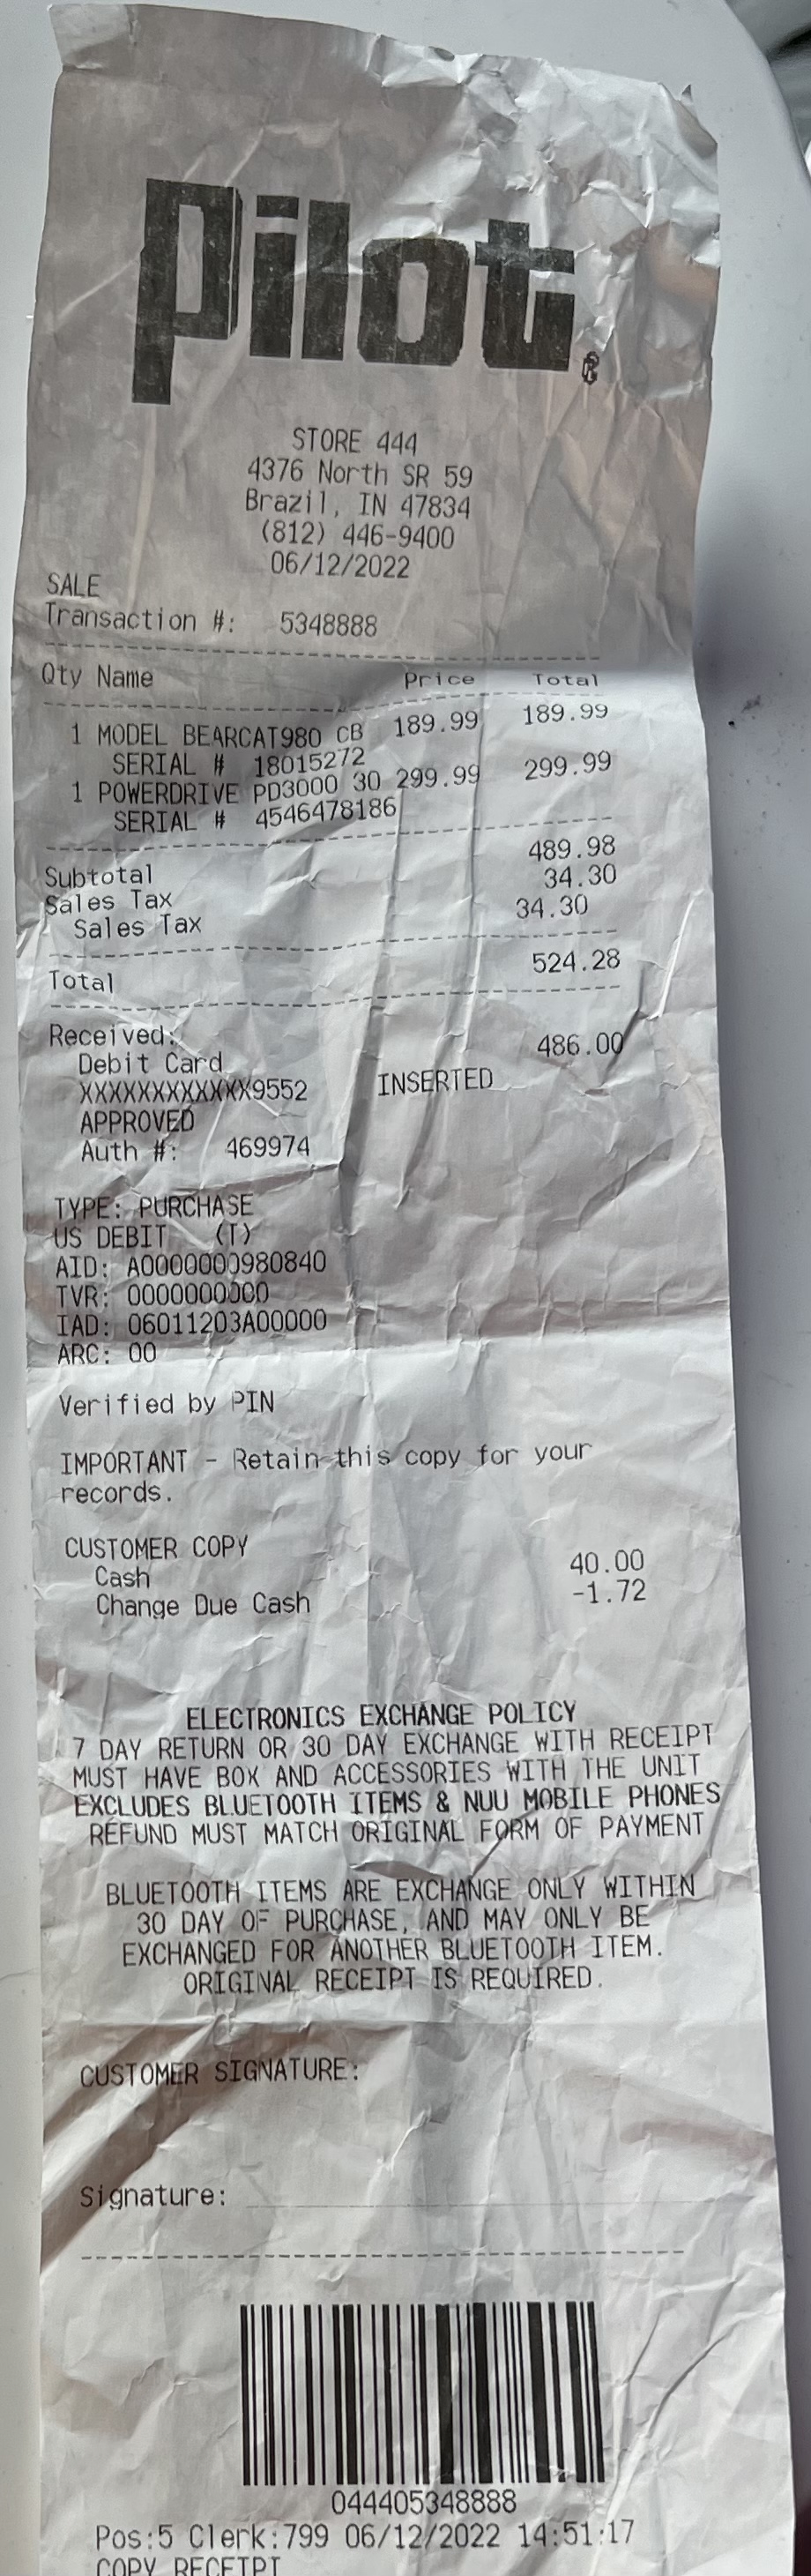 Pilot®
STORE 444
4376 North SR 59
Brazil, IN 47834
(812) 446-9400
06/12/2022
SALE
Transaction #: 5348888
Qty Name Price Total
1 MODEL BEARCAT980 CB 189.99 189.99
SERIAL # 18015272
1 POWERDRIVE PD3000 30 299.99 299.99
SERIAL # 4546478186
Subtotal 489.98
Sales Tax 34.30
Sales Tax 34.30
Total 524.28
Received:
Debit Card 486.00
XXXXXXXXXXXX9552 INSERTED
APPROVED
Auth #: 469974
TYPE: PURCHASE
US DEBIT (T)
AID: A0000000980840
TVR: 0000000000
IAD: 06011203A00000
ARC: 00
Verified by PIN
IMPORTANT - Retain this copy for your
records.
CUSTOMER COPY
Cash 40.00
Change Due Cash -1.72
ELECTRONICS EXCHANGE POLICY
7 DAY RETURN OR 30 DAY EXCHANGE WITH RECEIPT
MUST HAVE BOX AND ACCESSORIES WITH THE UNIT
EXCLUDES BLUETOOTH ITEMS & NUU MOBILE PHONES
REFUND MUST MATCH ORIGINAL FORM OF PAYMENT
BLUETOOTH ITEMS ARE EXCHANGE ONLY WITHIN
30 DAY OF PURCHASE, AND MAY ONLY BE
EXCHANGED FOR ANOTHER BLUETOOTH ITEM.
ORIGINAL RECEIPT IS REQUIRED.
CUSTOMER SIGNATURE:
Signature:
044405348888
Pos:5 Clerk:799 06/12/2022 14:51:17
COPY RECEIPT